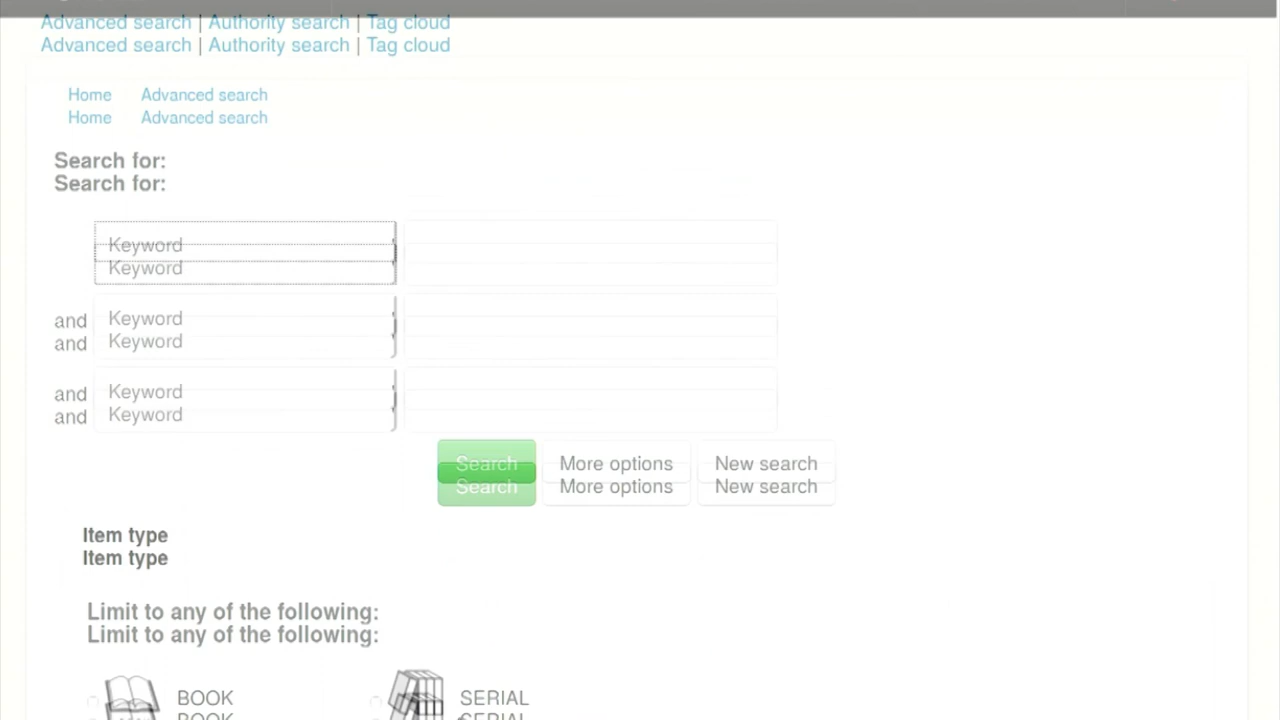 Advanced search | Authority search | Tag cloud
Advanced search | Authority search | Tag cloud
Home Advanced search
Home Advanced search
Search for:
Search for:
Keyword
Keyword
and Keyword
and Keyword
and Keyword
and Keyword
Search More options New search
Search More options New search
Item type
Item type
Limit to any of the following:
Limit to any of the following:
BOOK SERIAL
BOOK SERIAL